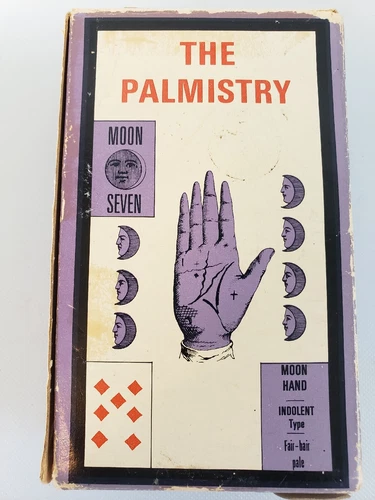 THE
PALMISTRY
MOON
SEVEN
MOON
HAND
INDOLENT
Type
Fair-hair
pale